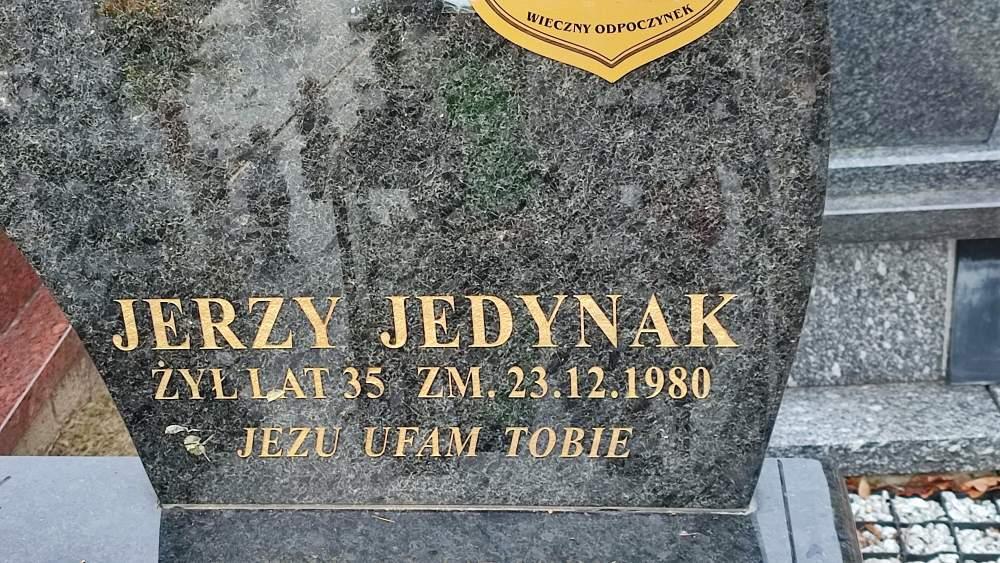 WIECZNY ODPOCZYNEK
JERZY JEDYNAK
ŻYŁ LAT 35 ZM. 23.12.1980
JEZU UFAM TOBIE